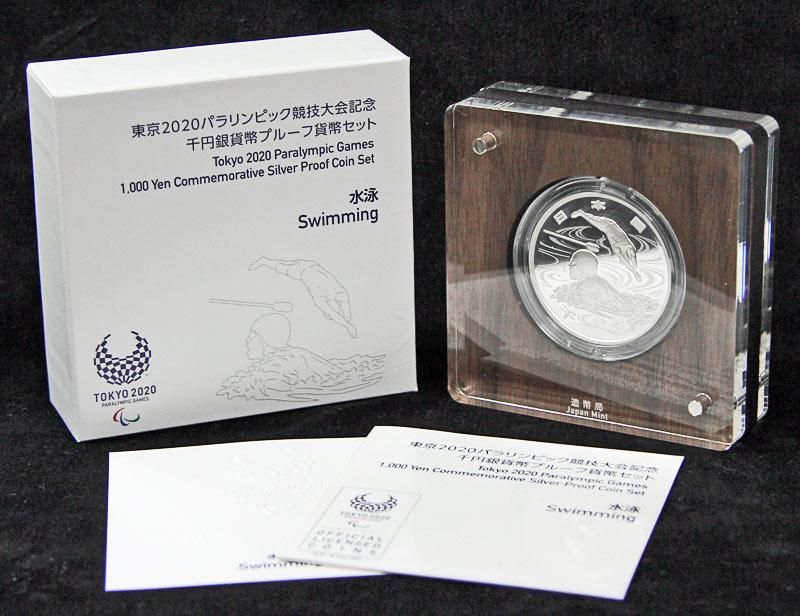 東京2020パラリンピック競技大会記念
千円銀貨幣プルーフ貨幣セット
Tokyo 2020 Paralympic Games
1,000 Yen Commemorative Silver Proof Coin Set
水泳
Swimming
TOKYO 2020
PARALYMPIC GAMES
日本国
造幣局
Japan Mint
東京2020パラリンピック競技大会記念
千円銀貨幣プルーフ貨幣セット
Tokyo 2020 Paralympic Games
1,000 Yen Commemorative Silver Proof Coin Set
水泳
Swimming
TOKYO 2020
OFFICIAL
LICENSED
COINS
Swimming